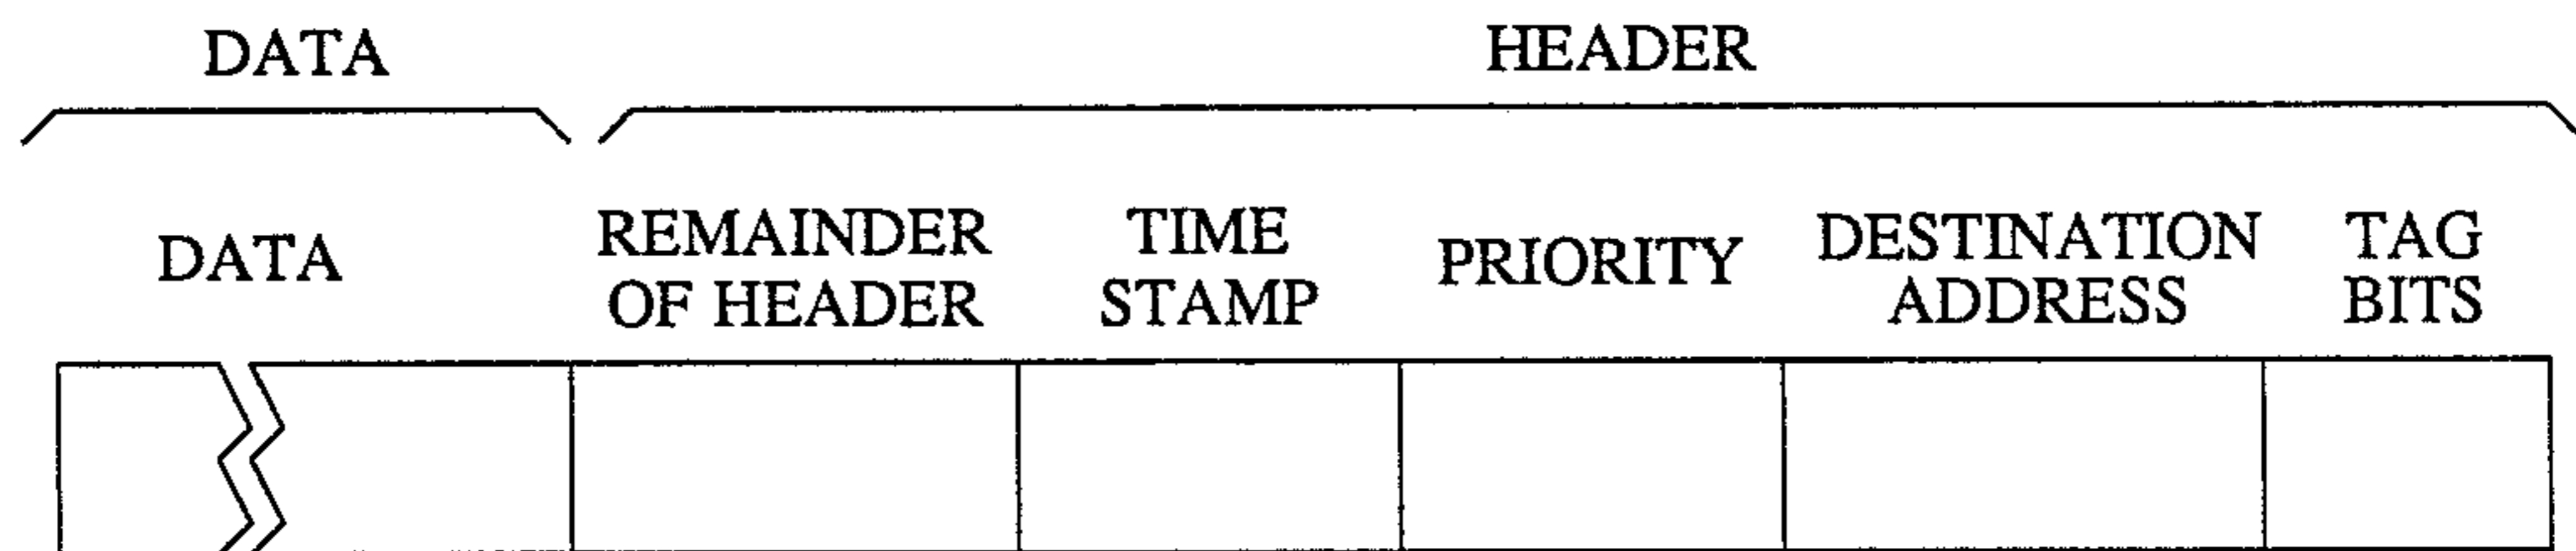 DATA
HEADER
DATA
REMAINDER
OF HEADER
TIME
STAMP
PRIORITY
DESTINATION
ADDRESS
TAG
BITS